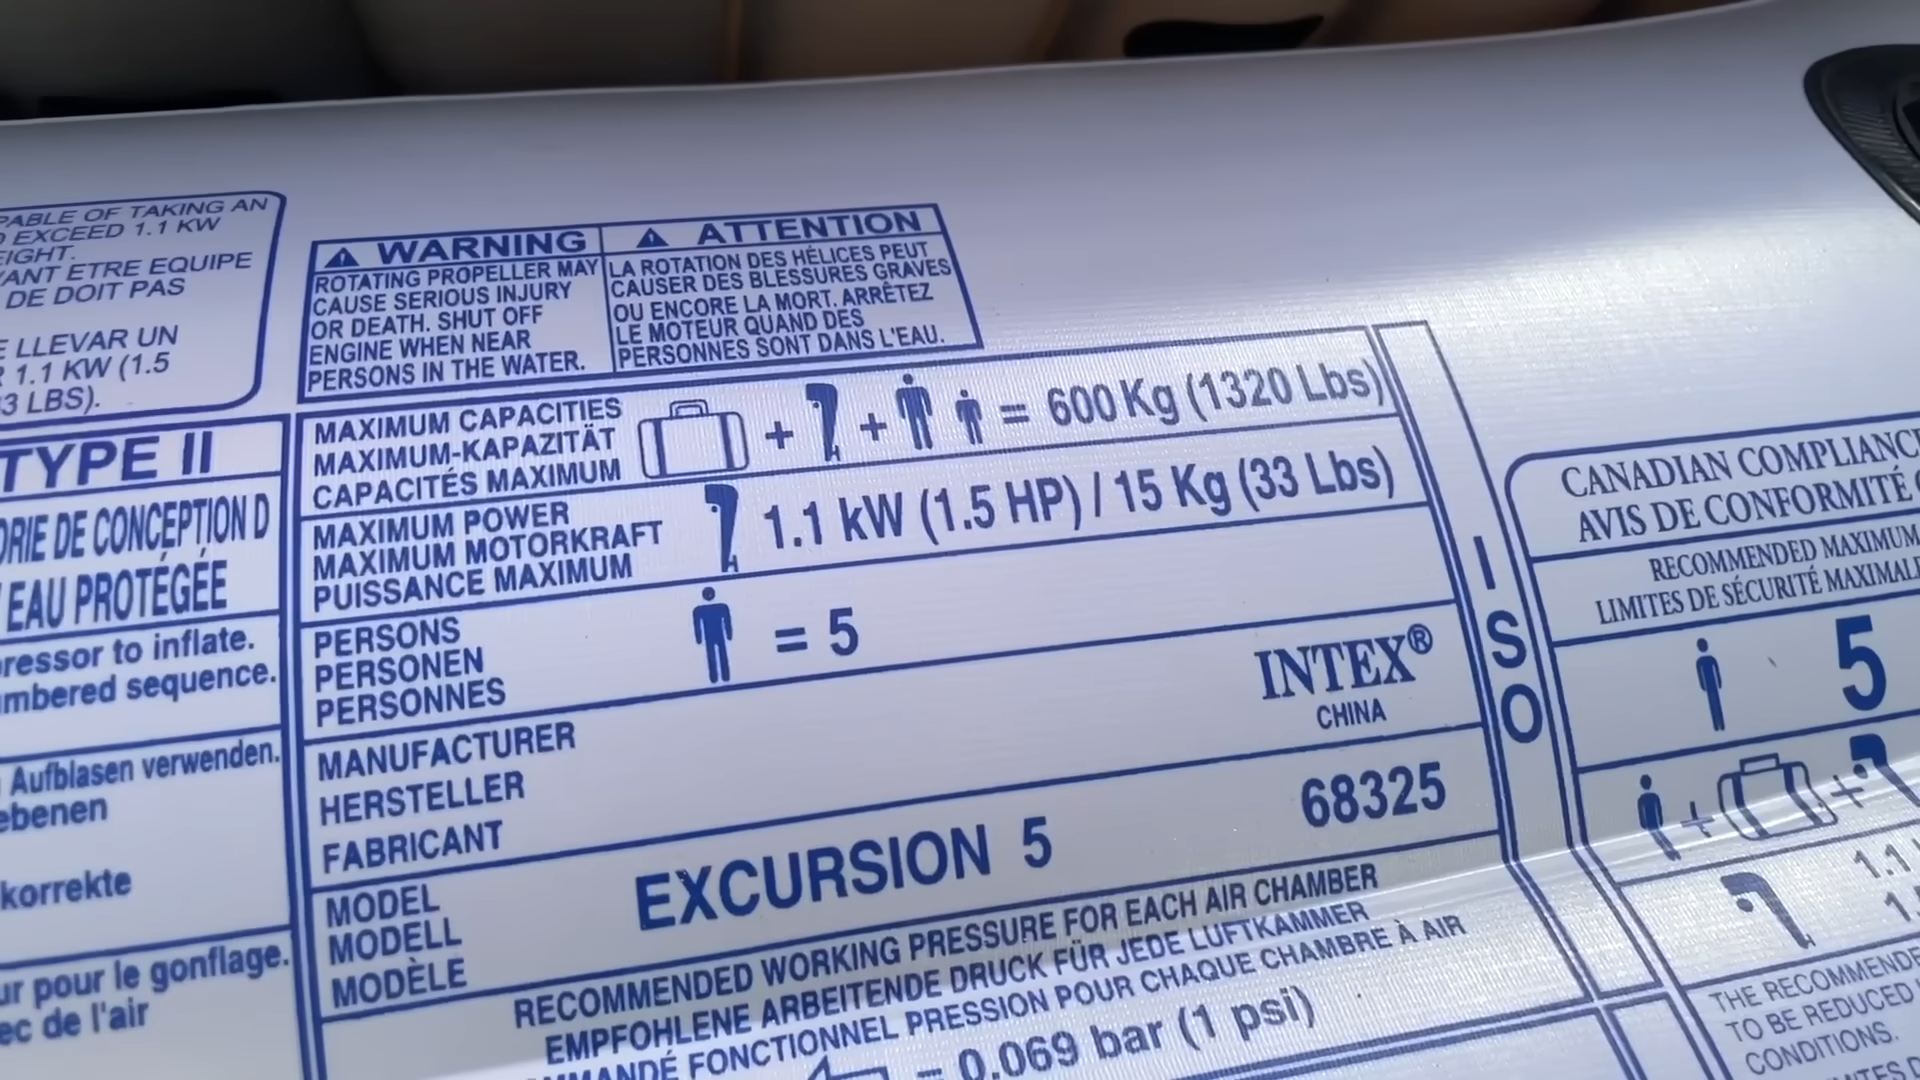 PABLE OF TAKING AN
EXCEED 1.1 KW
EIGHT.
ANT ETRE EQUIPE
DE DOIT PAS
LLEVAR UN
1.1 KW (1.5
3 LBS).
TYPE II
DRIE DE CONCEPTION D
EAU PROTÉGÉE
ressor to inflate.
mbered sequence.
Aufblasen verwenden.
ebenen
korrekte
ur pour le gonflage.
ec de l'air
WARNING
ROTATING PROPELLER MAY
CAUSE SERIOUS INJURY
OR DEATH. SHUT OFF
ENGINE WHEN NEAR
PERSONS IN THE WATER.
ATTENTION
LA ROTATION DES HÉLICES PEUT
CAUSER DES BLESSURES GRAVES
OU ENCORE LA MORT. ARRÊTEZ
LE MOTEUR QUAND DES
PERSONNES SONT DANS L'EAU.
MAXIMUM CAPACITIES
MAXIMUM-KAPAZITÄT
CAPACITÉS MAXIMUM
+ + = 600 Kg (1320 Lbs)
MAXIMUM POWER
MAXIMUM MOTORKRAFT
PUISSANCE MAXIMUM
1.1 kW (1.5 HP) / 15 Kg (33 Lbs)
PERSONS
PERSONEN
PERSONNES
= 5
MANUFACTURER
HERSTELLER
FABRICANT
INTEX®
CHINA
MODEL
MODELL
MODÈLE
EXCURSION 5
68325
RECOMMENDED WORKING PRESSURE FOR EACH AIR CHAMBER
EMPFOHLENE ARBEITENDE DRUCK FÜR JEDE LUFTKAMMER
MMANDÉ FONCTIONNEL PRESSION POUR CHAQUE CHAMBRE À AIR
= 0.069 bar (1 psi)
I
S
O
CANADIAN COMPLIANC
AVIS DE CONFORMITÉ
RECOMMENDED MAXIMUM
LIMITES DE SÉCURITÉ MAXIMALE
5
+ +
1.1
1.
THE RECOMMENDE
TO BE REDUCED
CONDITIONS.